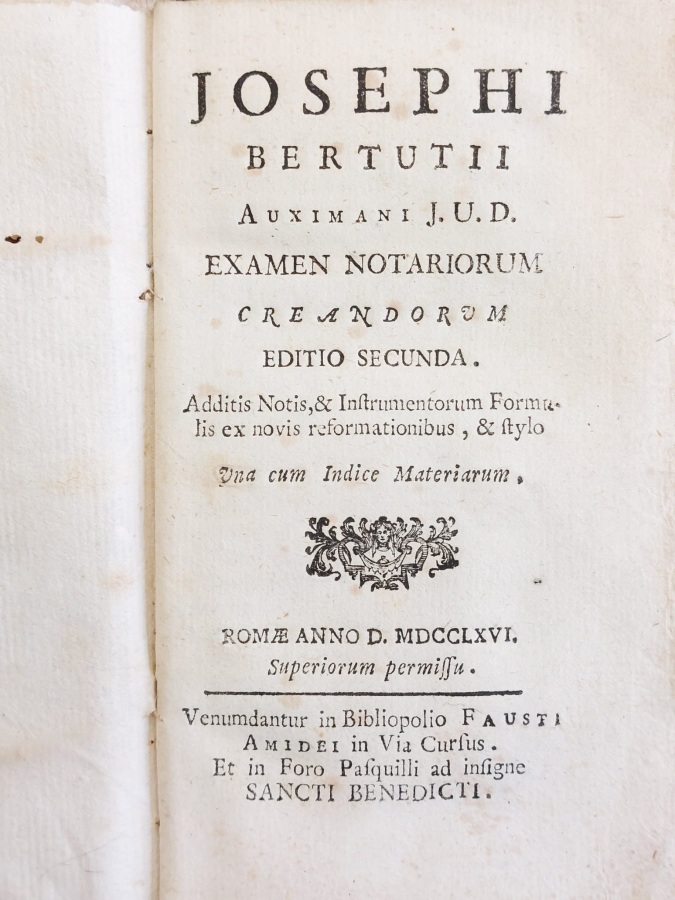 JOSEPHI
BERTUTII
AUXIMANI J. U. D.
EXAMEN NOTARIORUM
CREANDORVM
EDITIO SECUNDA.
Additis Notis, & Inſtrumentorum Formu-
lis ex novis reformationibus, & ſtylo
Vna cum Indice Materiarum,
ROMÆ ANNO D. MDCCLXVI.
Superiorum permiſſu.
Venumdantur in Bibliopolio FAUSTI
AMIDEI in Via Curſus.
Et in Foro Paſquilli ad inſigne
SANCTI BENEDICTI.